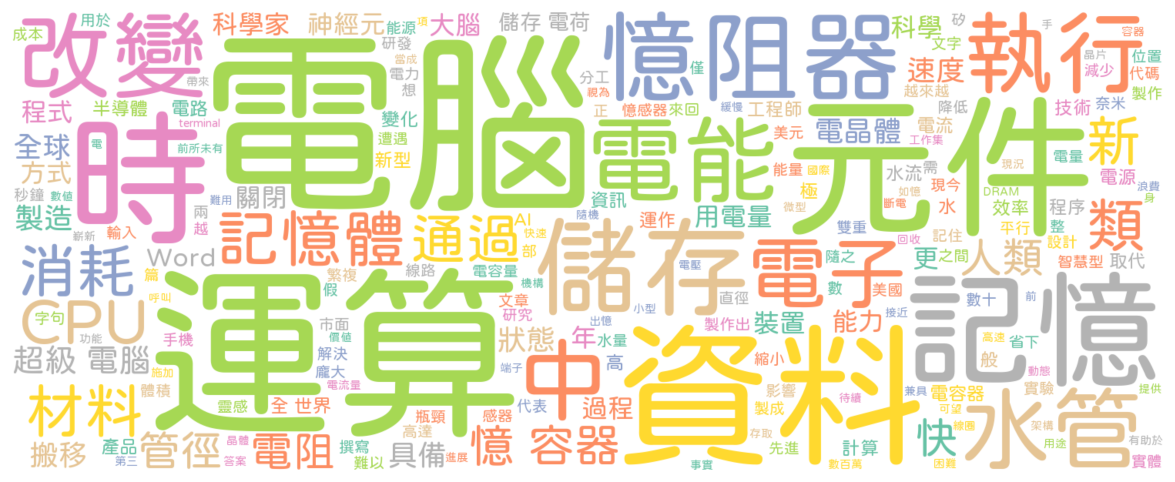 成本 用於 科學家 神經元 能源 過 大腦 儲存 電荷 科學 矽 手 容器
改變 電腦 憶阻器 執行
帶來 當成 研發 電力 想 分工 視為 僅 文字 晶片 減少 位置 代碼 製作
速度 越來越
程式 半導體 電路 terminal 變化 遭遇 新型 正 憶感器 來回 緩慢 工程師 降低 技術 奈米
時 電能 元件 新
全球 方式 前所未有 電 美元 電晶體 電流 工作集 電量 電源
秒鐘 數值 難用 關閉 能量 國際 極 水流 需 現況 現今 如憶 DRAM 浪費 身
製造 嶄新 輸入 兩 越 資訊 微型 斷電 水 效率 程序 類
記憶體 通過 AI 快速 部 隨機 運作 用電量 雙重 回收 記住 平行 整 設計
消耗 Word 篇 繁複 線路 電容量 電壓 儲存 電子 隨之 數 更 之間 人類 智慧型 取代
CPU 呼叫 假 機構 文章 小型 直徑 美國 數十 前
運算 記憶
字句 功能 手機 市面 價值 研究 出憶 製作出 裝置 能力 接近 高速 省下
超級 電腦 解決 狀態 年 水量 端子 高 縮小 般 動態
施加 龐大 電流量 中 資料 影響 待續 兼具 電容器 實驗 提供
材料 體積 靈感 全 世界 瓶頸 感器 代表 過程 製成 可望 線圈 架構 水管
產品 晶體 撰寫 高達 存取 先進 計算 快 用途 有助於
搬移 管徑 電阻 難以 具備 憶 容器
第三 答案 進展 事實 數百萬 因難 實體